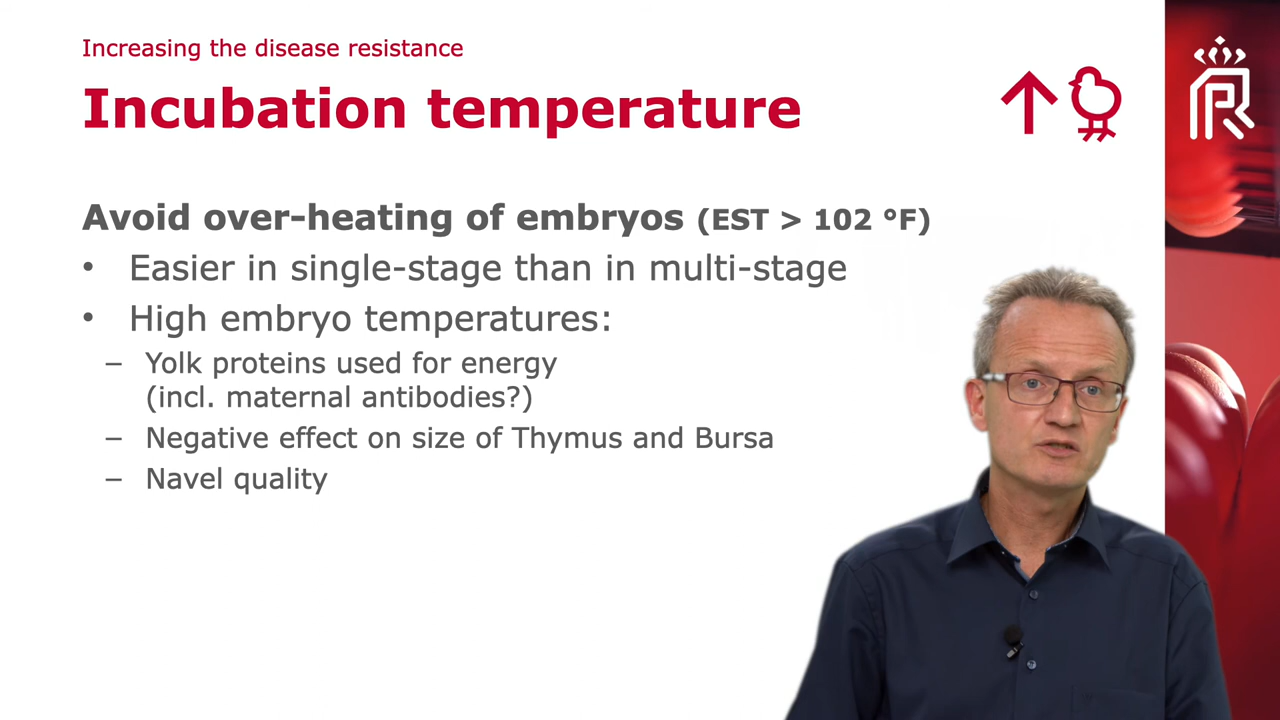 Increasing the disease resistance
Incubation temperature
Avoid over-heating of embryos (EST > 102 °F)
• Easier in single-stage than in multi-stage
• High embryo temperatures:
– Yolk proteins used for energy
(incl. maternal antibodies?)
– Negative effect on size of Thymus and Bursa
– Navel quality